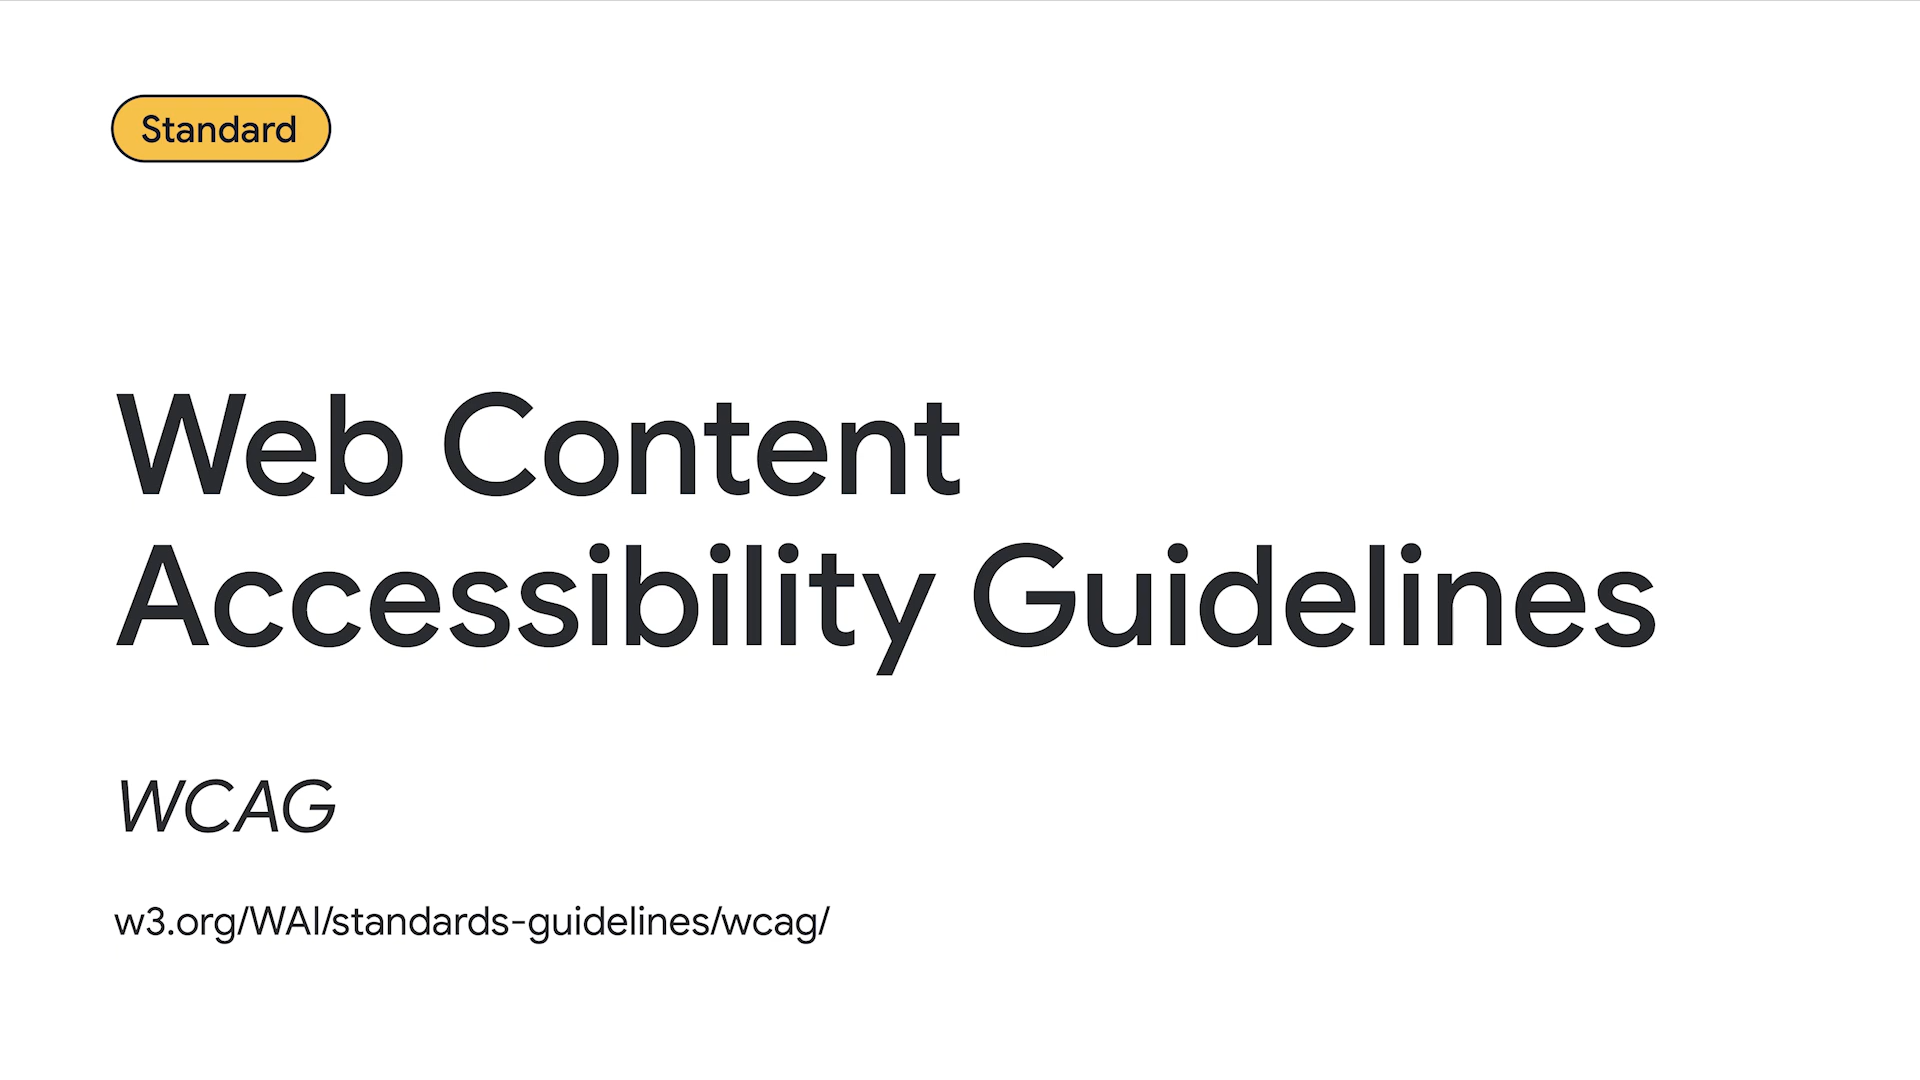 Standard
Web Content
Accessibility Guidelines
WCAG
w3.org/WAI/standards-guidelines/wcag/